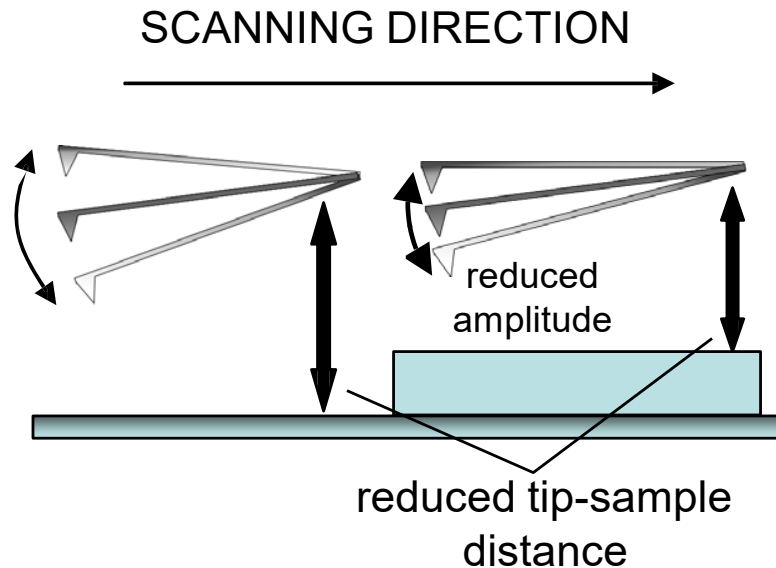 SCANNING DIRECTION
reduced
amplitude
reduced tip-sample
distance